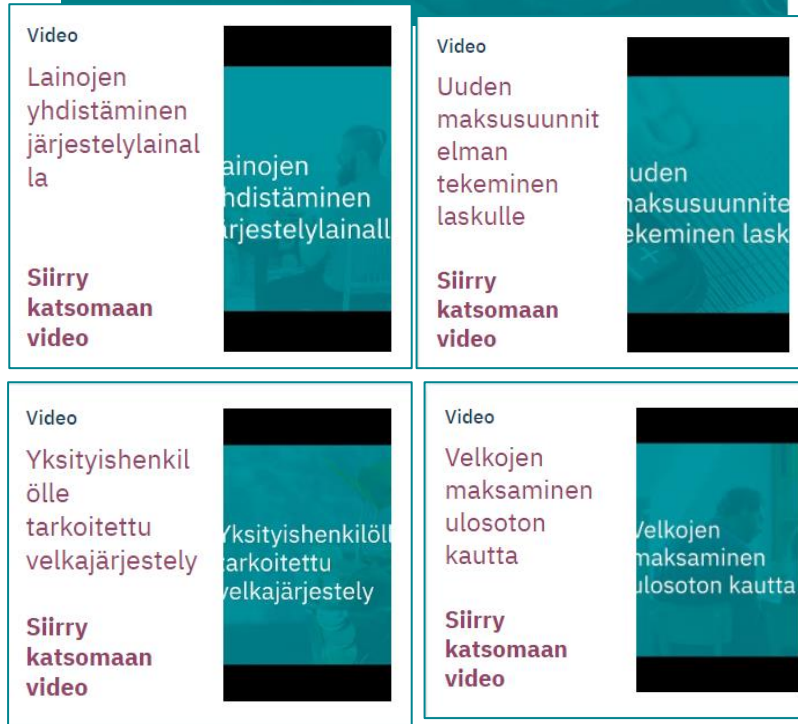 Video
Lainojen
yhdistäminen
järjestelylainal
la
Siirry
katsomaan
video
ainojen
hdistäminen
rjestelylainall
Video
Uuden
maksusuunnit
elman
tekeminen
laskulle
Siirry
katsomaan
video
uden
naksusuunnite
ekeminen lask
Video
Yksityishenkil
ölle
tarkoitettu
velkajärjestely
Siirry
katsomaan
video
Yksityishenkilöll
tarkoitettu
velkajärjestely
Video
Velkojen
maksaminen
ulosoton
kautta
Siirry
katsomaan
video
Velkojen
maksaminen
ulosoton kautta